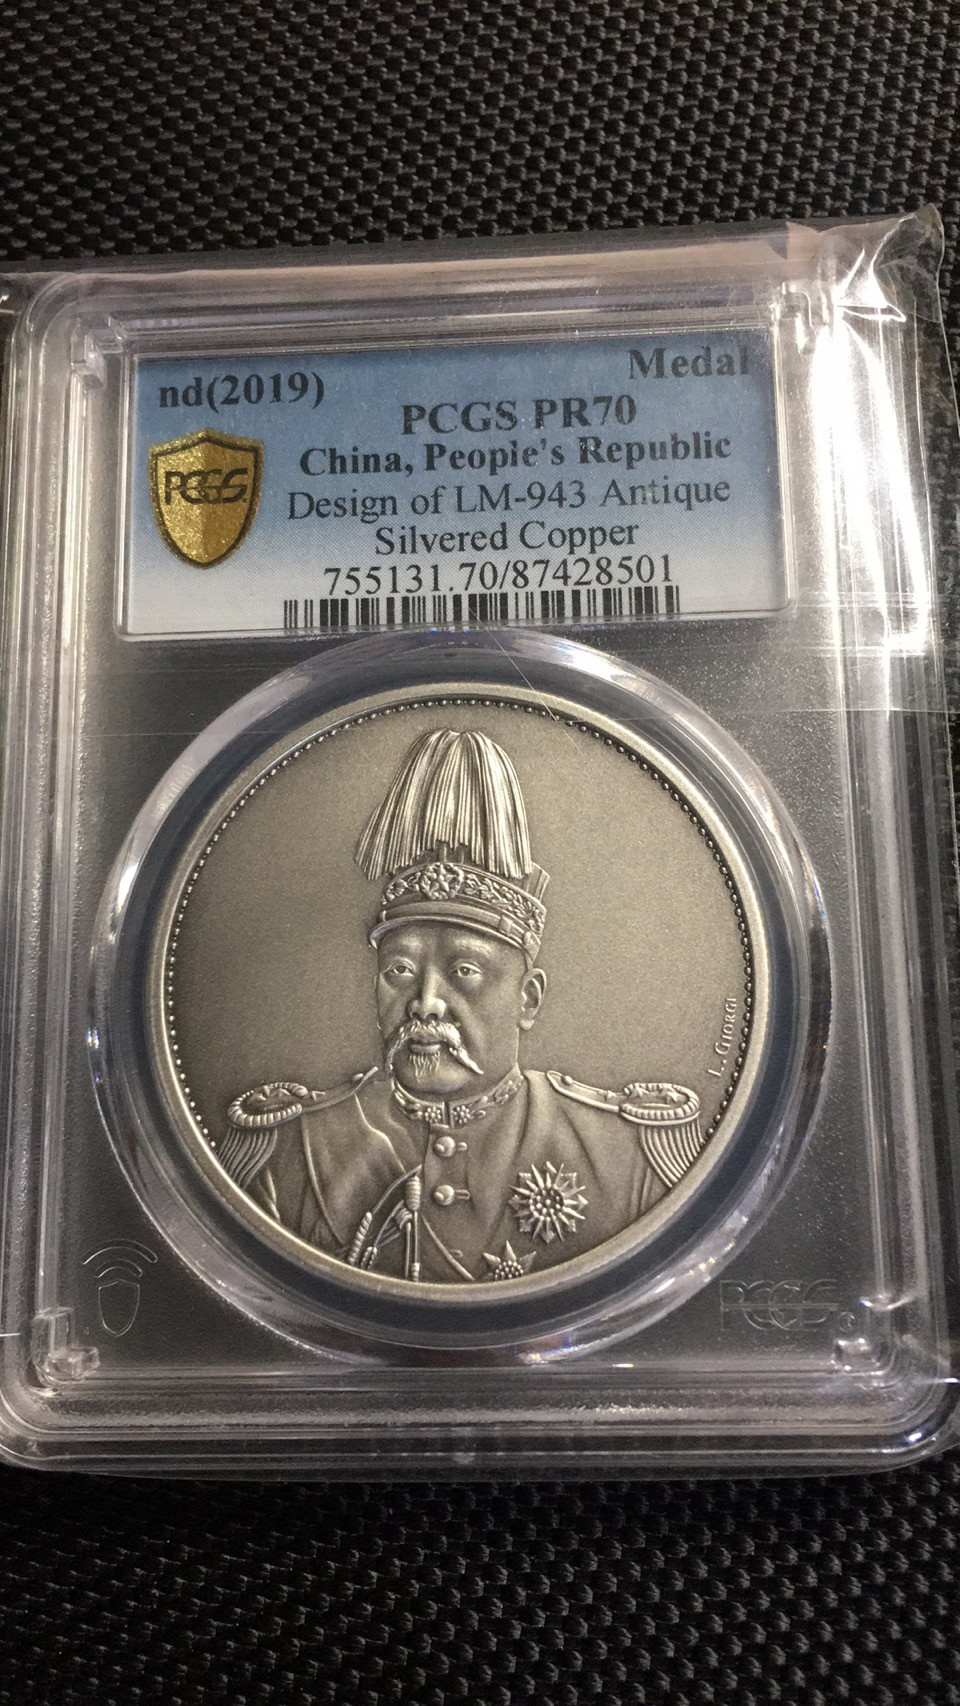 nd(2019)
Medal
PCGS PR70
China, People's Republic
Design of LM-943 Antique
Silvered Copper
755131.70/87428501
PCGS
L. GIORGI
PCGS